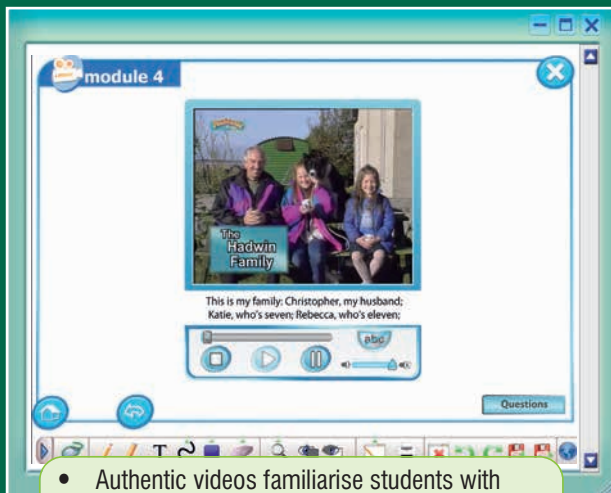 module 4
The
Hadwin
Family
This is my family: Christopher, my husband;
Katie, who's seven; Rebecca, who's eleven;
abc
Questions
T
• Authentic videos familiarise students with